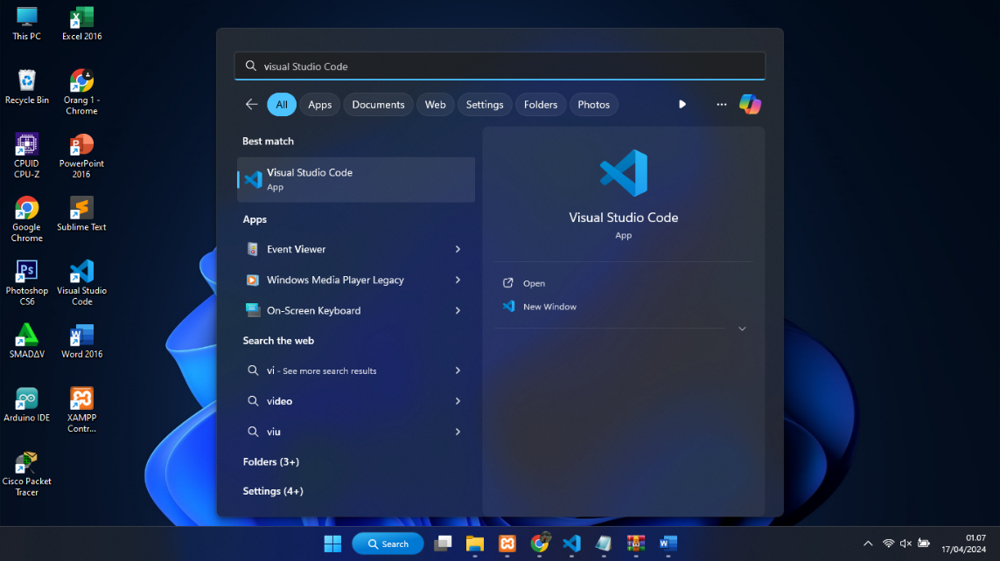 This PC
Excel 2016
Recycle Bin
Orang 1 -
Chrome
CPUID
CPU-Z
PowerPoint
2016
Google
Chrome
Sublime Text
Ps
Photoshop
CS6
Visual Studio
Code
SMADΔV
Word 2016
Arduino IDE
XAMPP
Contr...
Cisco Packet
Tracer
visual Studio Code
All
Apps
Documents
Web
Settings
Folders
Photos
Best match
Visual Studio Code
App
Apps
Event Viewer
Windows Media Player Legacy
On-Screen Keyboard
Search the web
vi - See more search results
video
viu
Folders (3+)
Settings (4+)
Visual Studio Code
App
Open
New Window
Search
01.07
17/04/2024